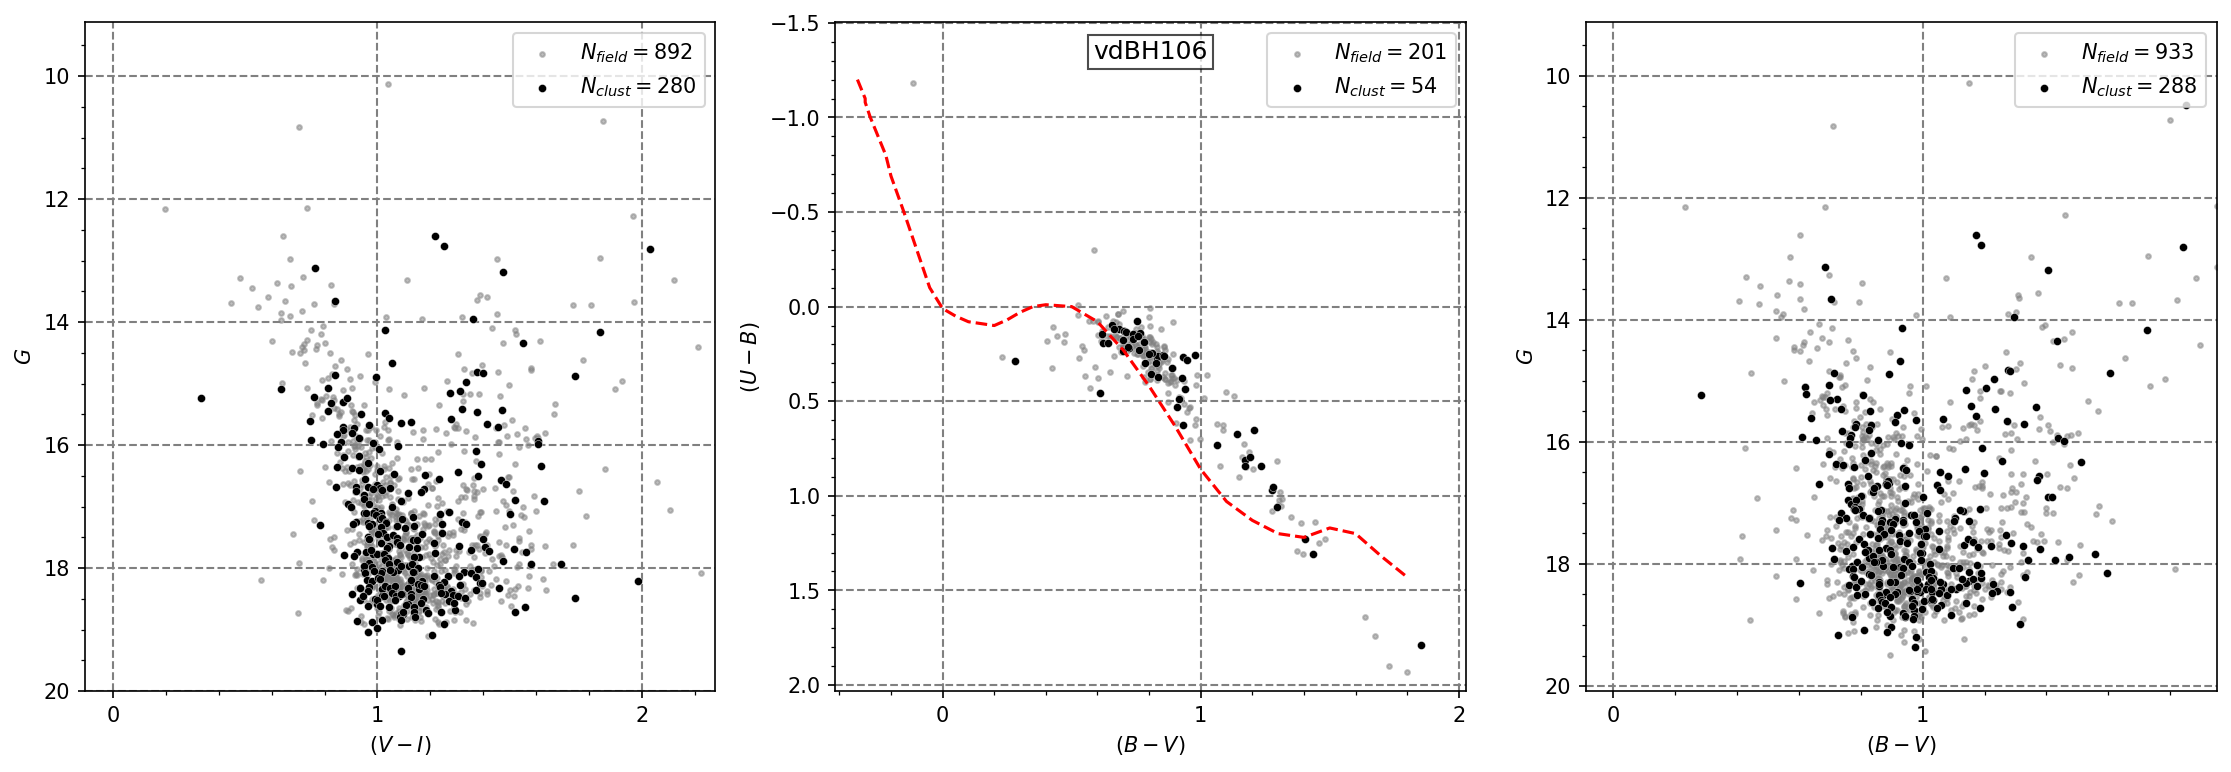 N_field = 892
N_clust = 280
10
12
14
16
18
20
G
0
1
2
(V − I)
vdBH106
N_field = 201
N_clust = 54
−1.5
−1.0
−0.5
0.0
0.5
1.0
1.5
2.0
(U − B)
0
1
2
(B − V)
N_field = 933
N_clust = 288
10
12
14
16
18
20
G
0
1
(B − V)